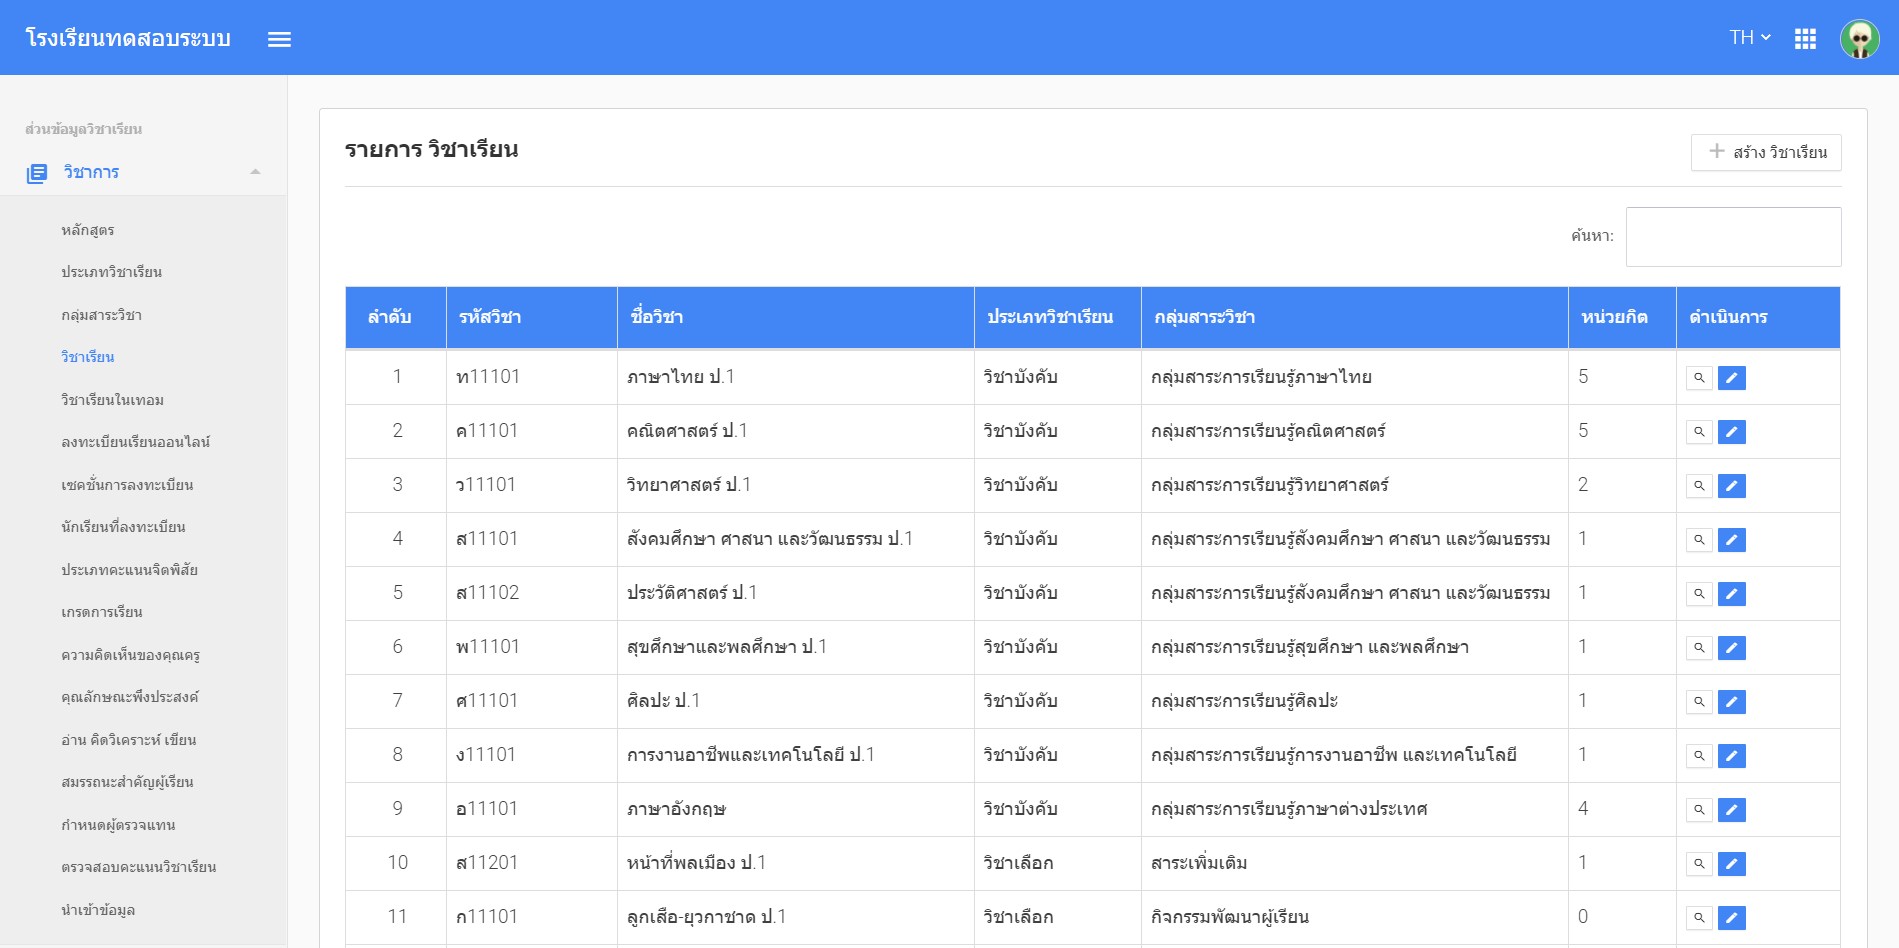 โรงเรียนทดสอบระบบ
TH
ส่วนข้อมูลวิชาเรียน
วิชาการ
หลักสูตร
ประเภทวิชาเรียน
กลุ่มสาระวิชา
วิชาเรียน
วิชาเรียนในเทอม
ลงทะเบียนเรียนออนไลน์
เซคชั่นการลงทะเบียน
นักเรียนที่ลงทะเบียน
ประเภทคะแนนจิตพิสัย
เกรดการเรียน
ความคิดเห็นของคุณครู
คุณลักษณะพึงประสงค์
อ่าน คิดวิเคราะห์ เขียน
สมรรถนะสำคัญผู้เรียน
กำหนดผู้ตรวจแทน
ตรวจสอบคะแนนวิชาเรียน
นำเข้าข้อมูล
รายการ วิชาเรียน
สร้าง วิชาเรียน
ค้นหา:
ลำดับ รหัสวิชา ชื่อวิชา ประเภทวิชาเรียน กลุ่มสาระวิชา หน่วยกิต ดำเนินการ
1 ท11101 ภาษาไทย ป.1 วิชาบังคับ กลุ่มสาระการเรียนรู้ภาษาไทย 5
2 ค11101 คณิตศาสตร์ ป.1 วิชาบังคับ กลุ่มสาระการเรียนรู้คณิตศาสตร์ 5
3 ว11101 วิทยาศาสตร์ ป.1 วิชาบังคับ กลุ่มสาระการเรียนรู้วิทยาศาสตร์ 2
4 ส11101 สังคมศึกษา ศาสนา และวัฒนธรรม ป.1 วิชาบังคับ กลุ่มสาระการเรียนรู้สังคมศึกษา ศาสนา และวัฒนธรรม 1
5 ส11102 ประวัติศาสตร์ ป.1 วิชาบังคับ กลุ่มสาระการเรียนรู้สังคมศึกษา ศาสนา และวัฒนธรรม 1
6 พ11101 สุขศึกษาและพลศึกษา ป.1 วิชาบังคับ กลุ่มสาระการเรียนรู้สุขศึกษา และพลศึกษา 1
7 ศ11101 ศิลปะ ป.1 วิชาบังคับ กลุ่มสาระการเรียนรู้ศิลปะ 1
8 ง11101 การงานอาชีพและเทคโนโลยี ป.1 วิชาบังคับ กลุ่มสาระการเรียนรู้การงานอาชีพ และเทคโนโลยี 1
9 อ11101 ภาษาอังกฤษ วิชาบังคับ กลุ่มสาระการเรียนรู้ภาษาต่างประเทศ 4
10 ส11201 หน้าที่พลเมือง ป.1 วิชาเลือก สาระเพิ่มเติม 1
11 ก11101 ลูกเสือ-ยุวกาชาด ป.1 วิชาเลือก กิจกรรมพัฒนาผู้เรียน 0